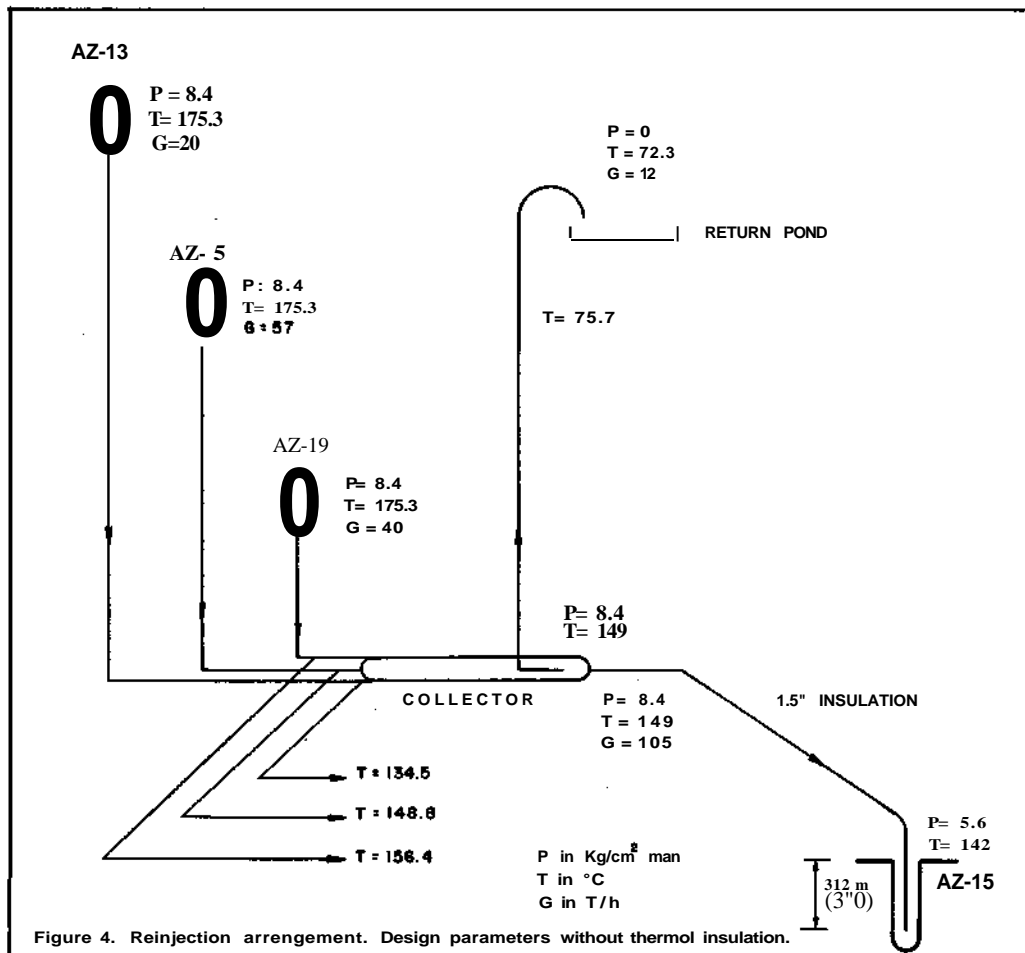 AZ-13
P = 8.4
T= 175.3
G=20
P = 0
T = 72.3
G = 12
RETURN POND
AZ- 5
P: 8.4
T= 175.3
G = 57
T= 75.7
AZ-19
P= 8.4
T= 175.3
G = 40
P= 8.4
T= 149
COLLECTOR
P= 8.4
T = 149
G = 105
1.5" INSULATION
T = 134.5
T = 148.8
T = 156.4
P in Kg/cm² man
T in °C
G in T/h
P= 5.6
T= 142
AZ-15
312 m
(3"0)
Figure 4. Reinjection arrengement. Design parameters without thermol insulation.